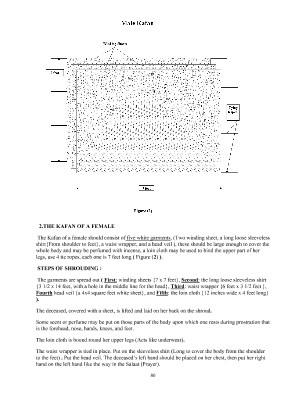 Male Kafan
Winding Sheets
Figure (1)
2.THE KAFAN OF A FEMALE
The Kafan of a female should consist of five white garments, (Two winding sheet, a long loose sleeveless
shirt [From shoulder to feet], a waist wrapper, and a head veil ), these should be large enough to cover the
whole body and may be perfumed with incense, a loin cloth may be used to bind the upper part of her
legs, use 4 tie ropes, each one is 7 feet long ( Figure (2) ).
STEPS OF SHROUDING :
The garments are spread out ( First: winding sheets {7 x 7 feet}, Second: the long loose sleeveless shirt
{3 1/2 x 14 feet, with a hole in the middle line for the head}, Third: waist wrapper {6 feet x 3 1/2 feet },
Fourth head veil {a 4x4 square feet white sheet}, and Fifth: the loin cloth {12 inches wide x 4 feet long}
).
The deceased, covered with a sheet, is lifted and laid on her back on the shroud.
Some scent or perfume may be put on those parts of the body upon which one rests during prostration that
is the forehead, nose, hands, knees, and feet.
The loin cloth is bound round her upper legs (Acts like underwear).
The waist wrapper is tied in place. Put on the sleeveless shirt (Long to cover the body from the shoulder
to the feet). Put the head veil. The deceased's left hand should be placed on her chest, then put her right
hand on the left hand like the way in the Salaat (Prayer).